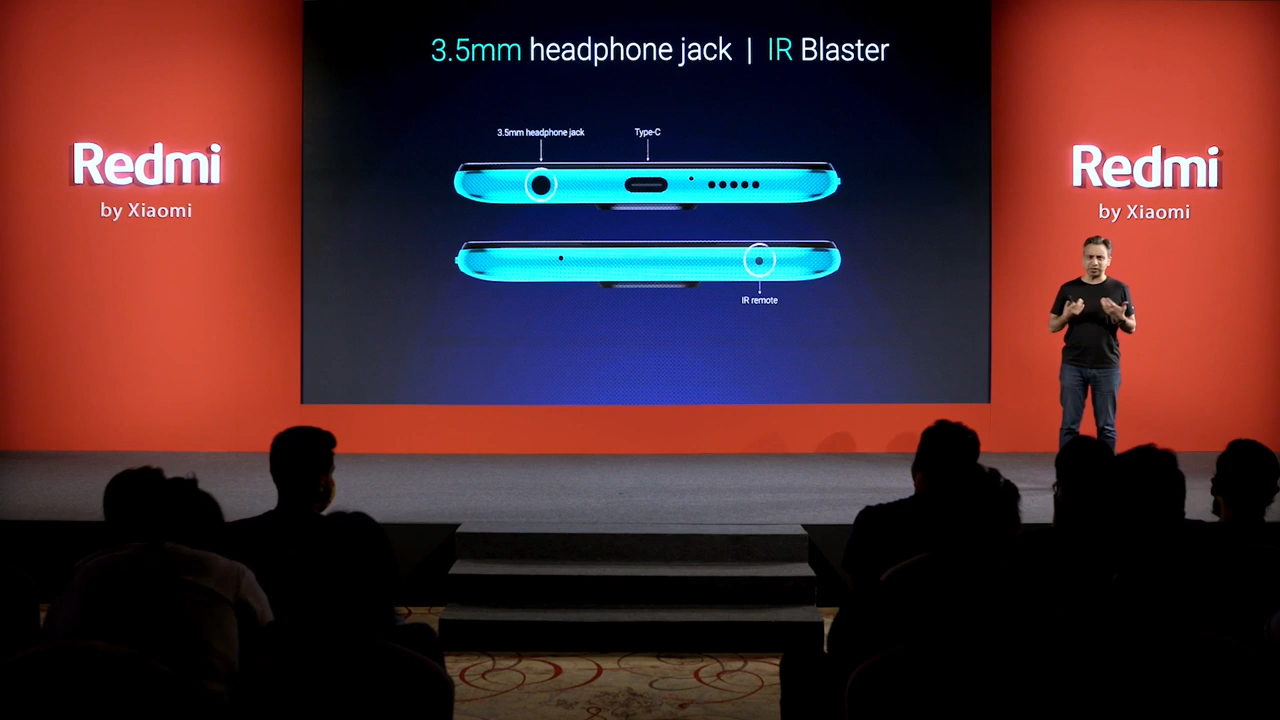 3.5mm headphone jack | IR Blaster
3.5mm headphone jack
Type-C
IR remote
Redmi
by Xiaomi
Redmi
by Xiaomi